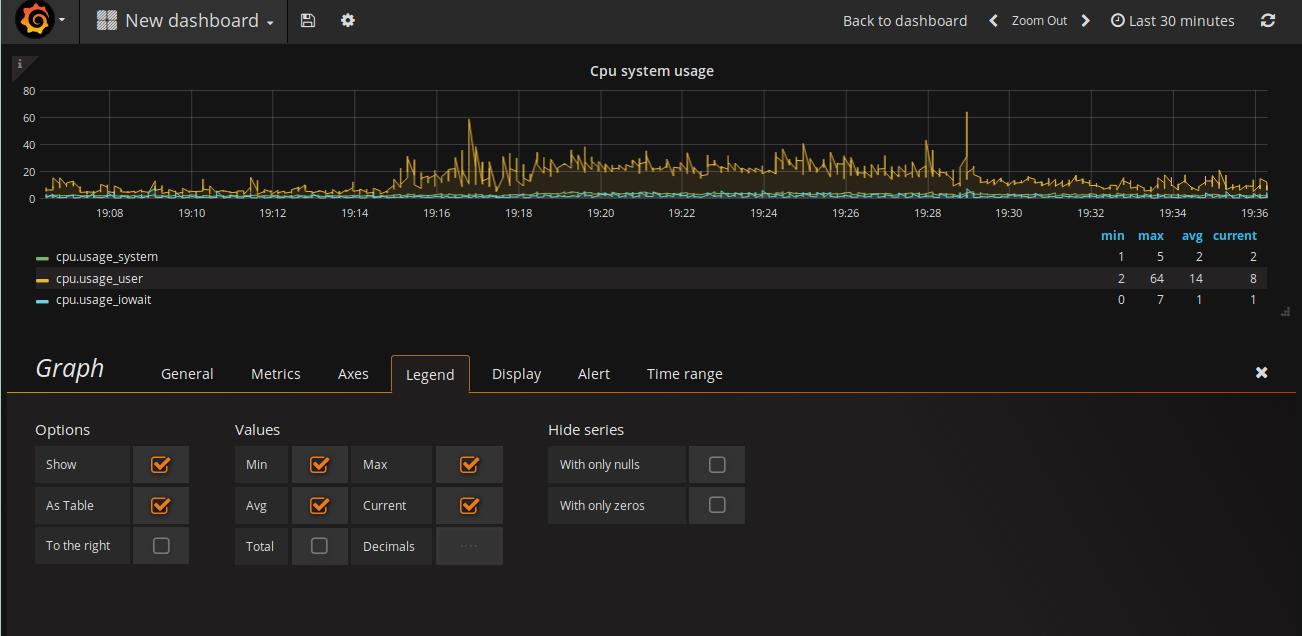 New dashboard
Back to dashboard Zoom Out Last 30 minutes
i
Cpu system usage
80
60
40
20
0
19:08 19:10 19:12 19:14 19:16 19:18 19:20 19:22 19:24 19:26 19:28 19:30 19:32 19:34 19:36
min max avg current
cpu.usage_system 1 5 2 2
cpu.usage_user 2 64 14 8
cpu.usage_iowait 0 7 1 1
Graph General Metrics Axes Legend Display Alert Time range
Options Values Hide series
Show Min Max With only nulls
As Table Avg Current With only zeros
To the right Total Decimals ....